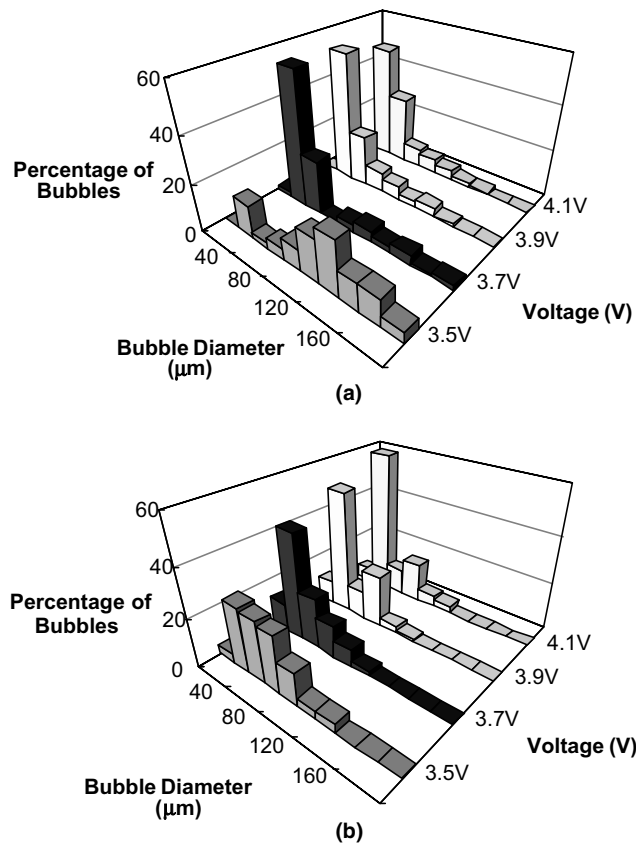 60
40
20
0
Percentage of
Bubbles
40
80
120
160
Bubble Diameter
(μm)
4.1V
3.9V
3.7V
3.5V
Voltage (V)
(a)
60
40
20
0
Percentage of
Bubbles
40
80
120
160
Bubble Diameter
(μm)
4.1V
3.9V
3.7V
3.5V
Voltage (V)
(b)